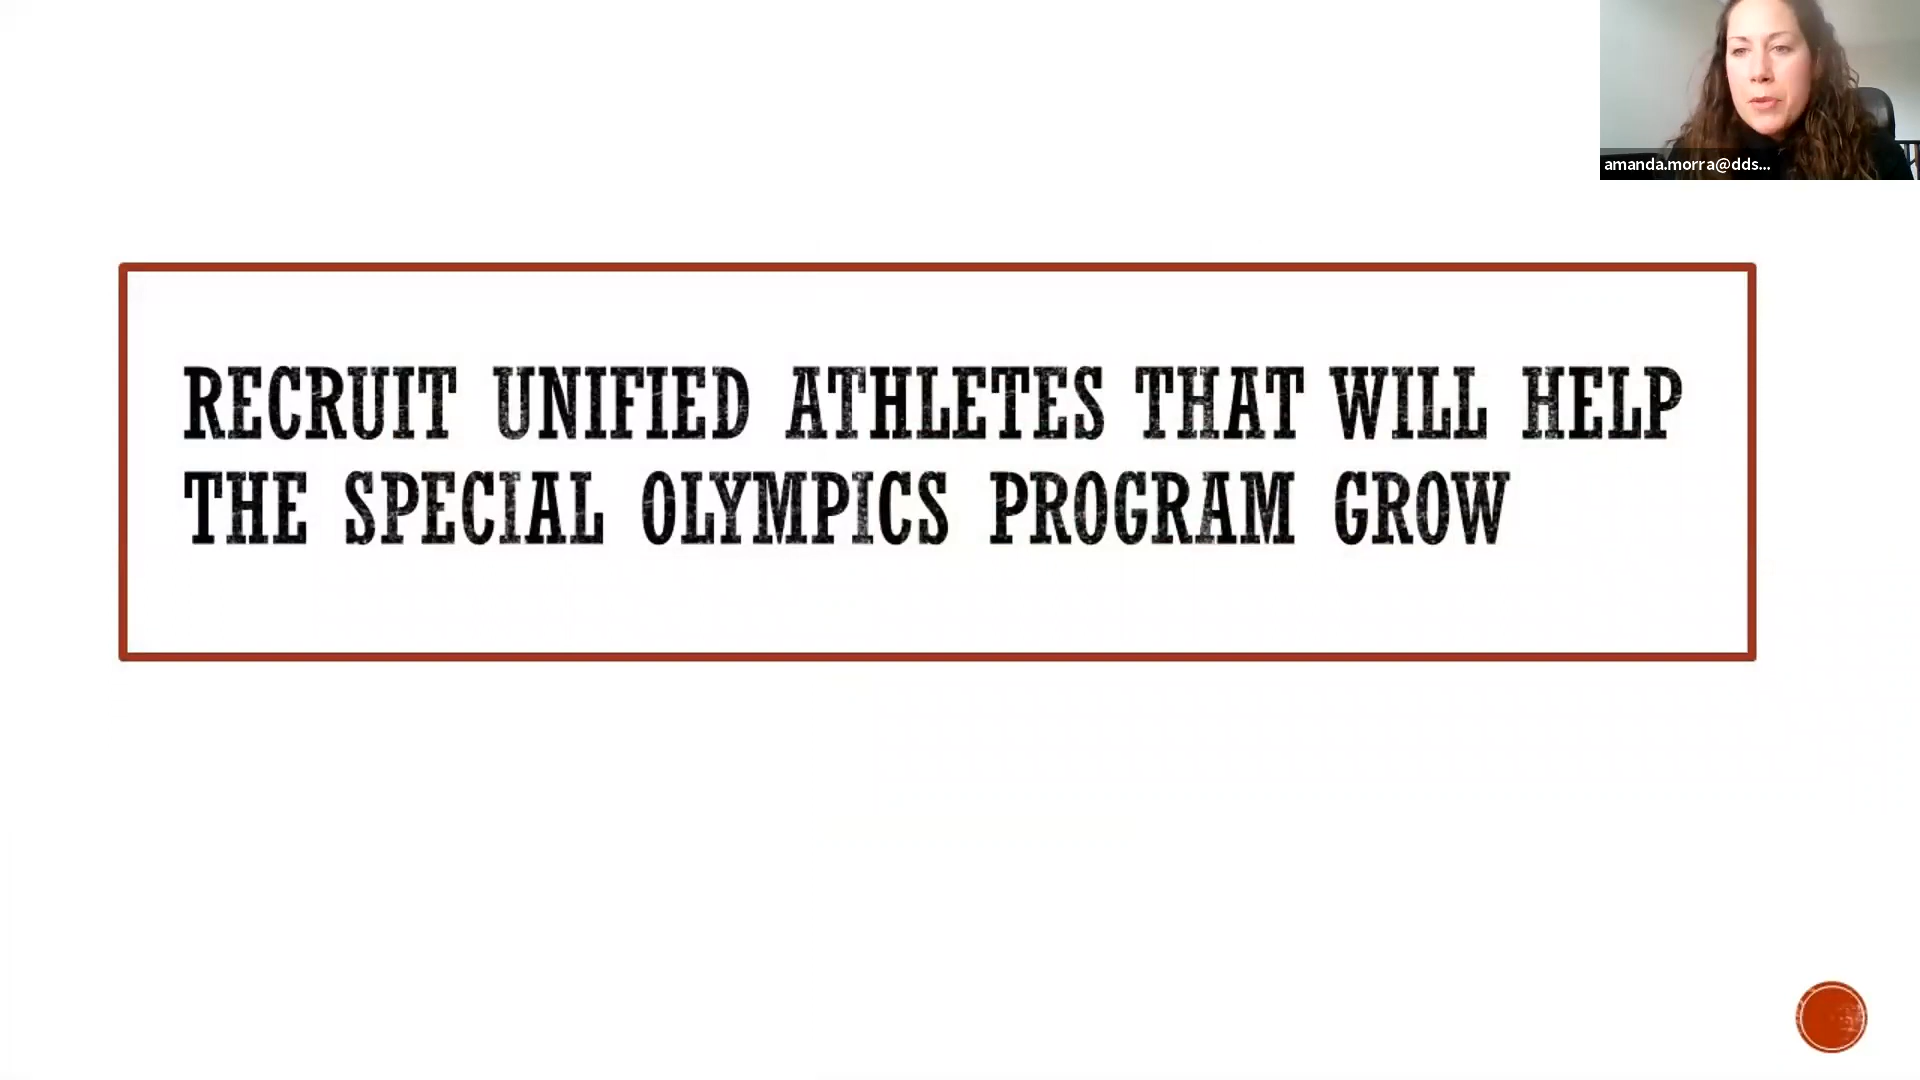 amanda.morra@dds...
RECRUIT UNIFIED ATHLETES THAT WILL HELP
THE SPECIAL OLYMPICS PROGRAM GROW